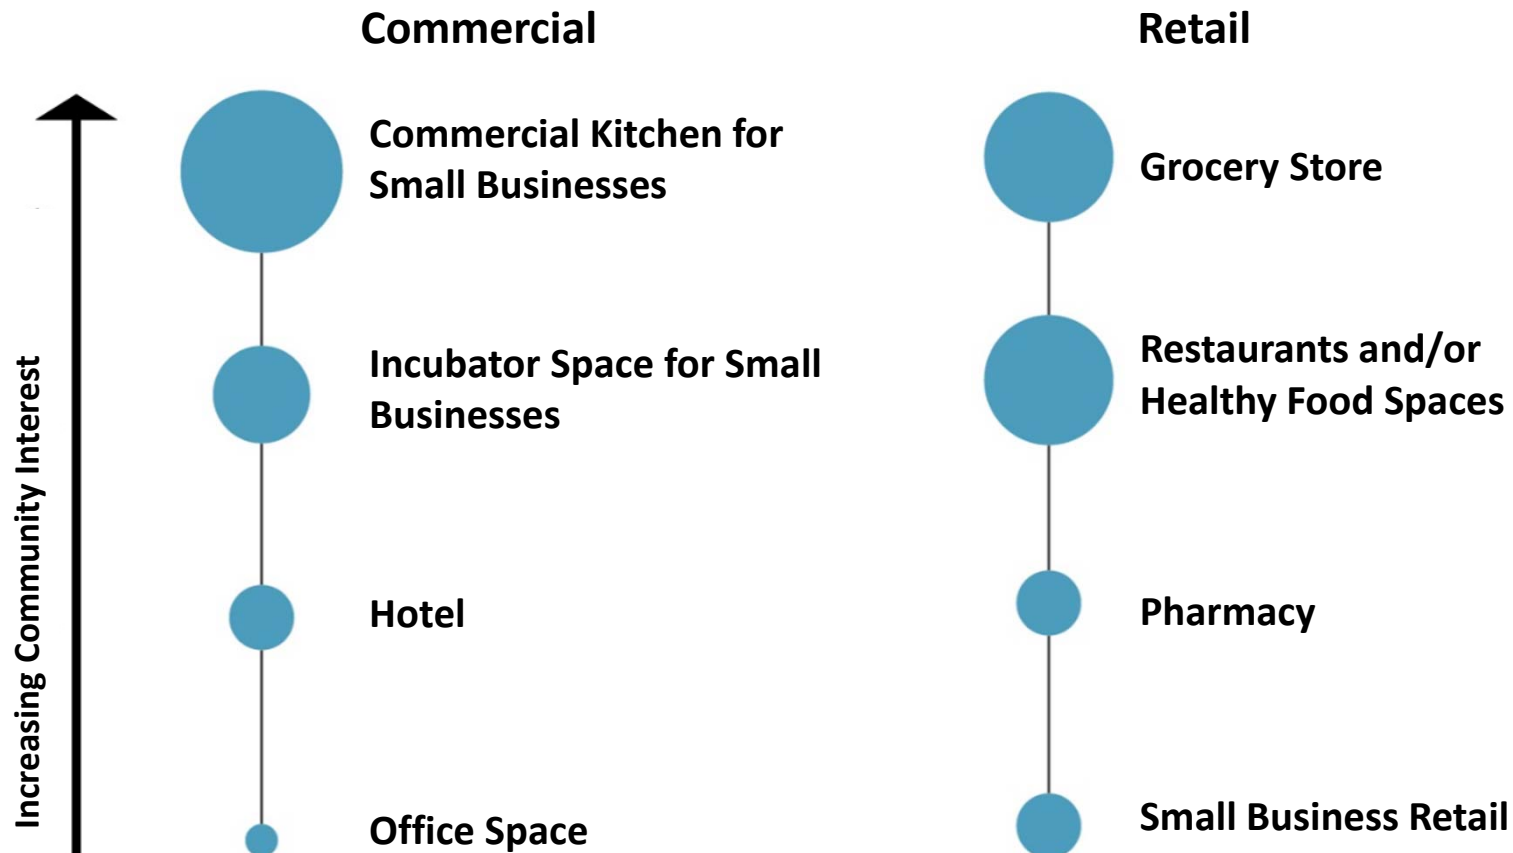 Commercial
Retail
Increasing Community Interest
Commercial Kitchen for
Small Businesses
Grocery Store
Incubator Space for Small
Businesses
Restaurants and/or
Healthy Food Spaces
Hotel
Pharmacy
Office Space
Small Business Retail